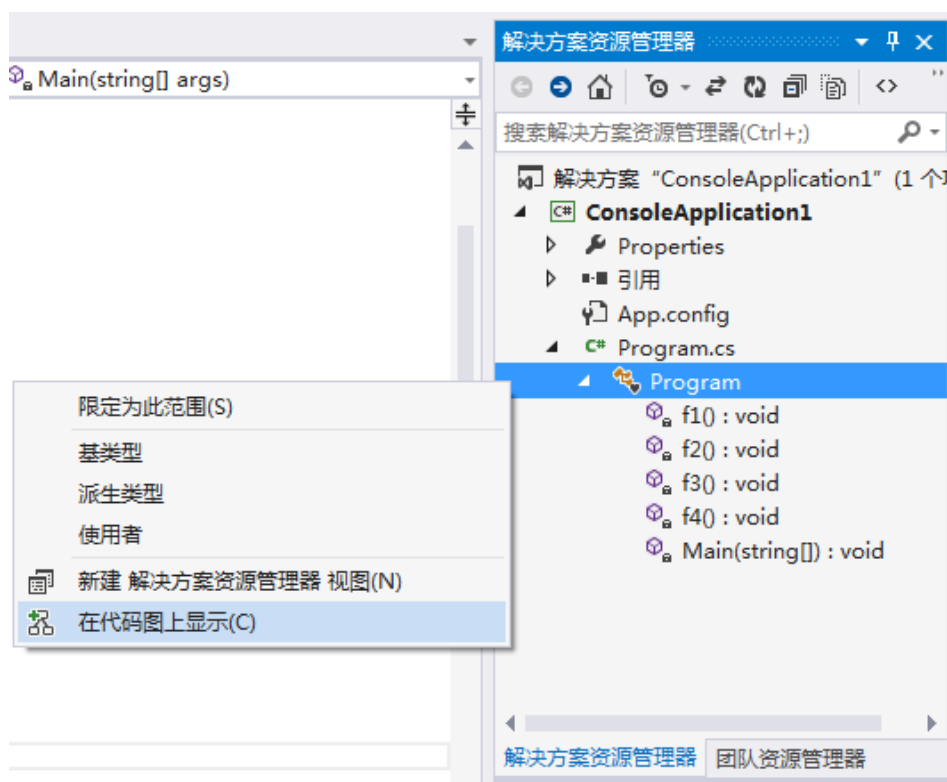 Main(string[] args)
解决方案资源管理器
搜索解决方案资源管理器(Ctrl+;)
解决方案 “ConsoleApplication1” (1 个
C# ConsoleApplication1
Properties
引用
App.config
C# Program.cs
Program
f1() : void
f2() : void
f3() : void
f4() : void
Main(string[]) : void
限定为此范围(S)
基类型
派生类型
使用者
新建 解决方案资源管理器 视图(N)
在代码图上显示(C)
解决方案资源管理器 团队资源管理器